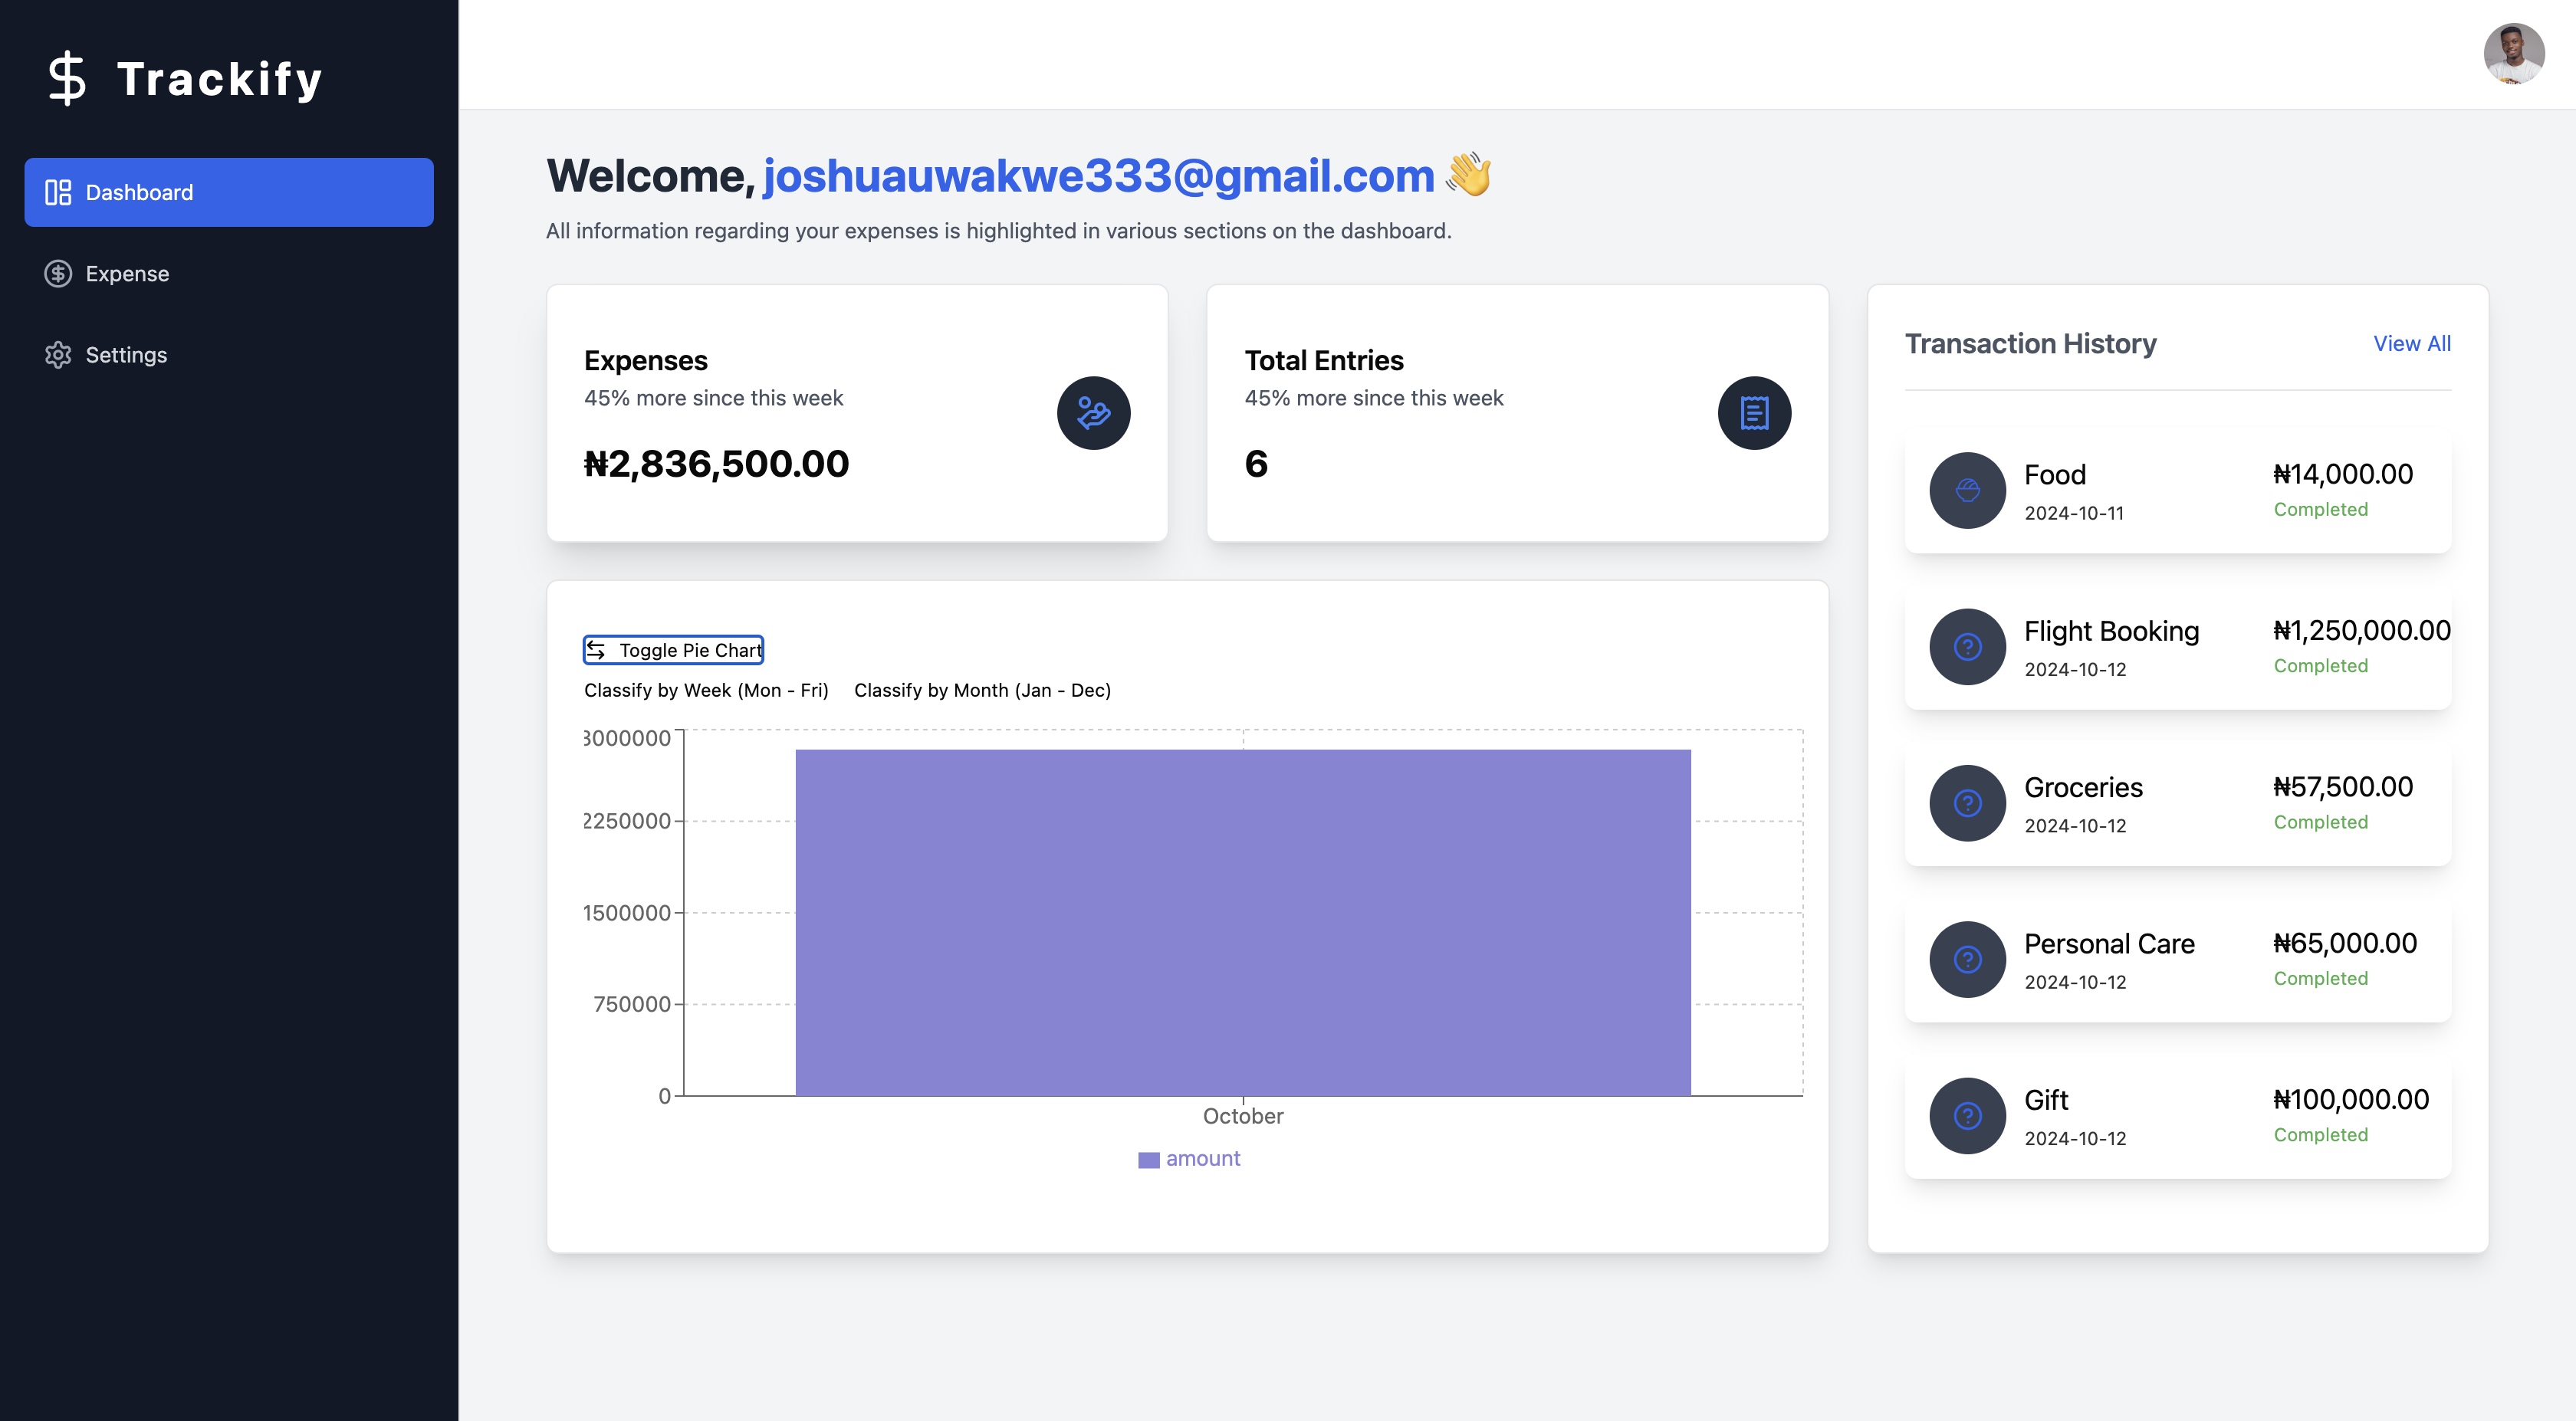 Trackify
Dashboard
Expense
Settings
Welcome, joshuauwakwe333@gmail.com 👋
All information regarding your expenses is highlighted in various sections on the dashboard.
Expenses
45% more since this week
₦2,836,500.00
Total Entries
45% more since this week
6
Toggle Pie Chart
Classify by Week (Mon - Fri) Classify by Month (Jan - Dec)
3000000
2250000
1500000
750000
0
October
amount
Transaction History View All
Food ₦14,000.00
2024-10-11 Completed
Flight Booking ₦1,250,000.00
2024-10-12 Completed
Groceries ₦57,500.00
2024-10-12 Completed
Personal Care ₦65,000.00
2024-10-12 Completed
Gift ₦100,000.00
2024-10-12 Completed